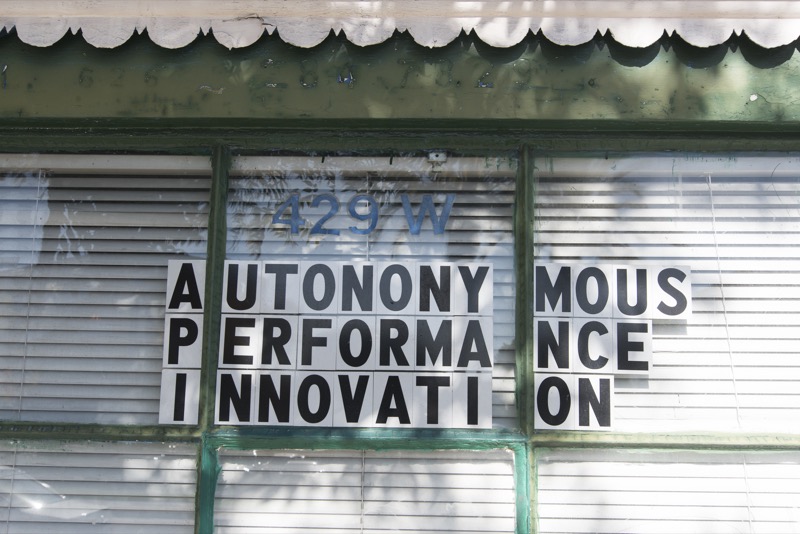 429 W
AUTONONYMOUS
PERFORMANCE
INNOVATION